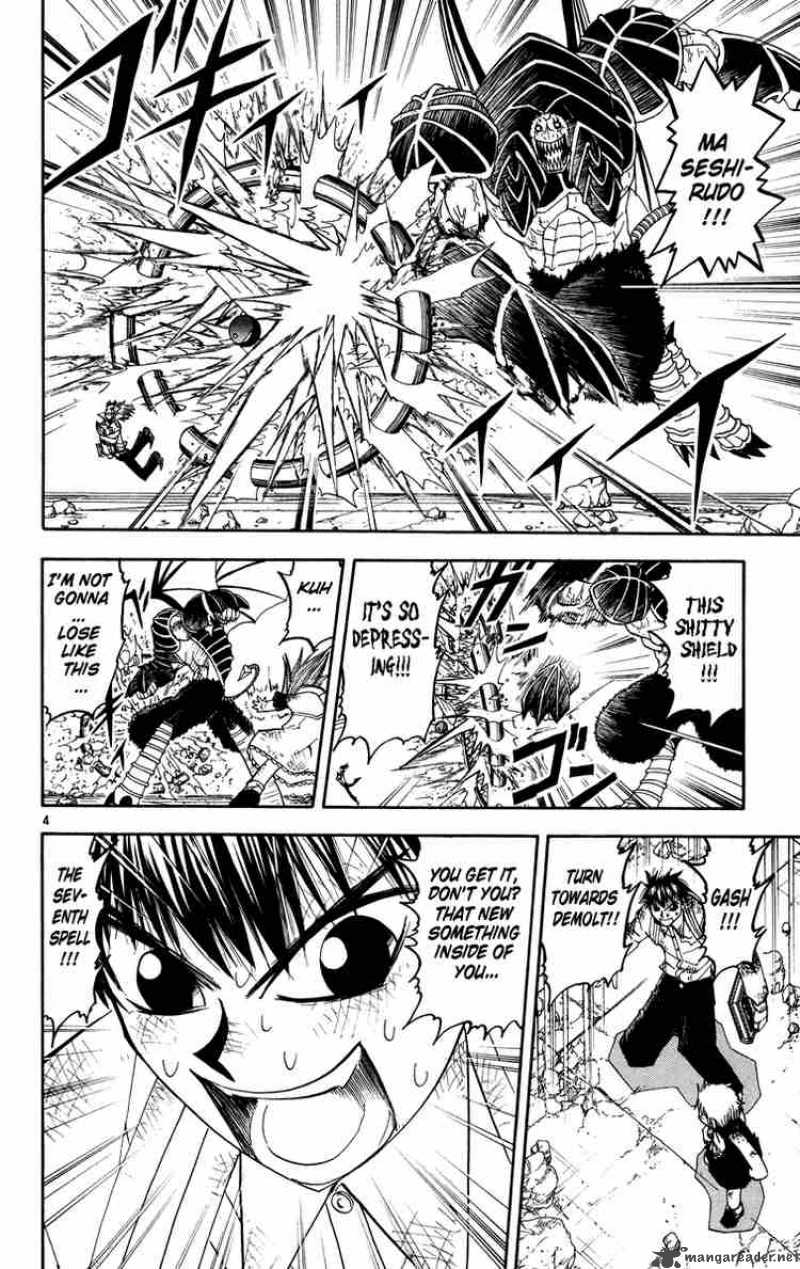 MA
SESHI-
RUDO
!!!
THIS
SHITTY
SHIELD
!!!
IT'S SO
DEPRESS-
ING!!!
KUH
...
I'M NOT
GONNA
...
LOSE LIKE
THIS
...
4
GASH
!!!
TURN
TOWARDS
DEMOLT!!
YOU GET IT,
DON'T YOU?
THAT NEW
SOMETHING
INSIDE OF
YOU...
THE
SEV-
ENTH
SPELL
!!!
mangareader.net